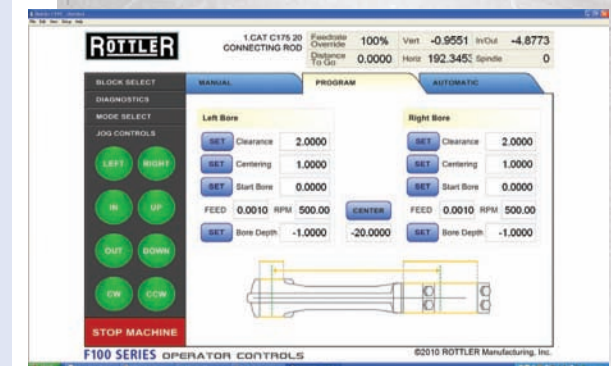 ROTTLER
1.CAT C175 20
CONNECTING ROD
Feedrate Override 100% Vert -0.9551 In/Out -4.8773
Distance To Go 0.0000 Horiz 192.3453 Spindle 0
BLOCK SELECT
DIAGNOSTICS
MODE SELECT
JOG CONTROLS
LEFT RIGHT
IN UP
OUT DOWN
CW CCW
STOP MACHINE
MANUAL PROGRAM AUTOMATIC
Left Bore
SET Clearance 2.0000
SET Centering 1.0000
SET Start Bore 0.0000
FEED 0.0010 RPM 500.00
SET Bore Depth -1.0000
CENTER
-20.0000
Right Bore
SET Clearance 2.0000
SET Centering 1.0000
SET Start Bore 0.0000
FEED 0.0010 RPM 500.00
SET Bore Depth -1.0000
F100 SERIES OPERATOR CONTROLS
©2010 ROTTLER Manufacturing, Inc.